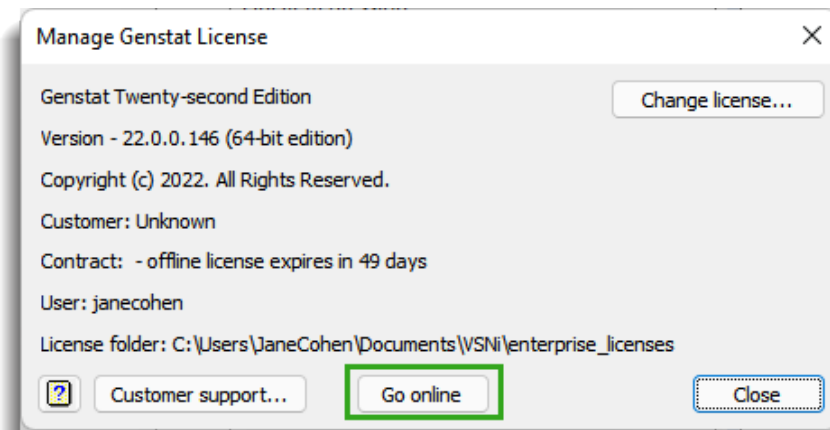 Manage Genstat License
Genstat Twenty-second Edition
Change license...
Version - 22.0.0.146 (64-bit edition)
Copyright (c) 2022. All Rights Reserved.
Customer: Unknown
Contract:  - offline license expires in 49 days
User: janecohen
License folder: C:\Users\JaneCohen\Documents\VSNi\enterprise_licenses
?
Customer support...
Go online
Close